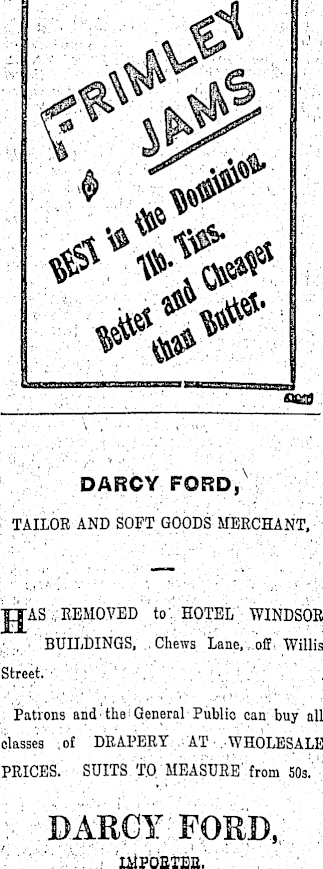 FRIMLEY
JAMS
BEST in the Dominion.
7lb. Tins.
Better and Cheaper
than Butter.
DARCY FORD,
TAILOR AND SOFT GOODS MERCHANT,
HAS REMOVED to HOTEL WINDSOR
BUILDINGS, Chews Lane, off Willis
Street.
Patrons and the General Public can buy all
classes of DRAPERY AT WHOLESALE
PRICES. SUITS TO MEASURE from 50s.
DARCY FORD,
IMPORTER.